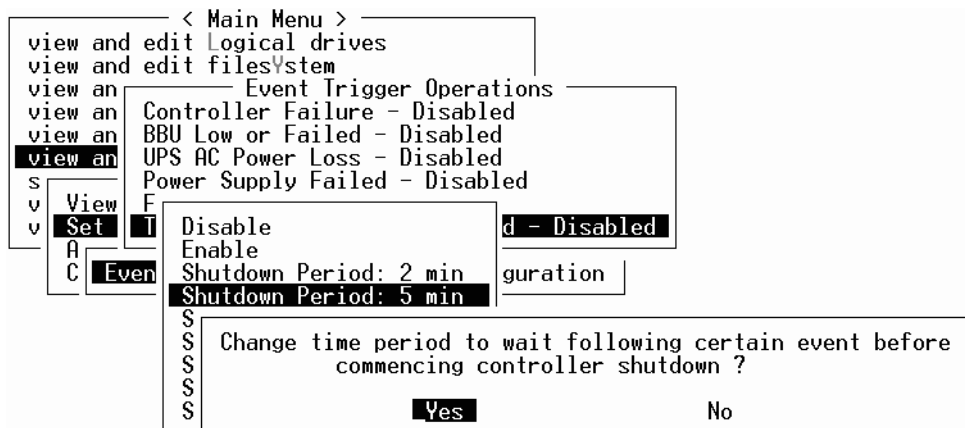 < Main Menu >
view and edit Logical drives
view and edit filesYstem
view an
Event Trigger Operations
view an
Controller Failure - Disabled
view an
BBU Low or Failed - Disabled
view an
UPS AC Power Loss - Disabled
s
Power Supply Failed - Disabled
v
View
F
v
Set
T
d - Disabled
Disable
A
Enable
C
Even
Shutdown Period: 2 min
guration
Shutdown Period: 5 min
S
S
Change time period to wait following certain event before
S
commencing controller shutdown ?
S
S
Yes
No